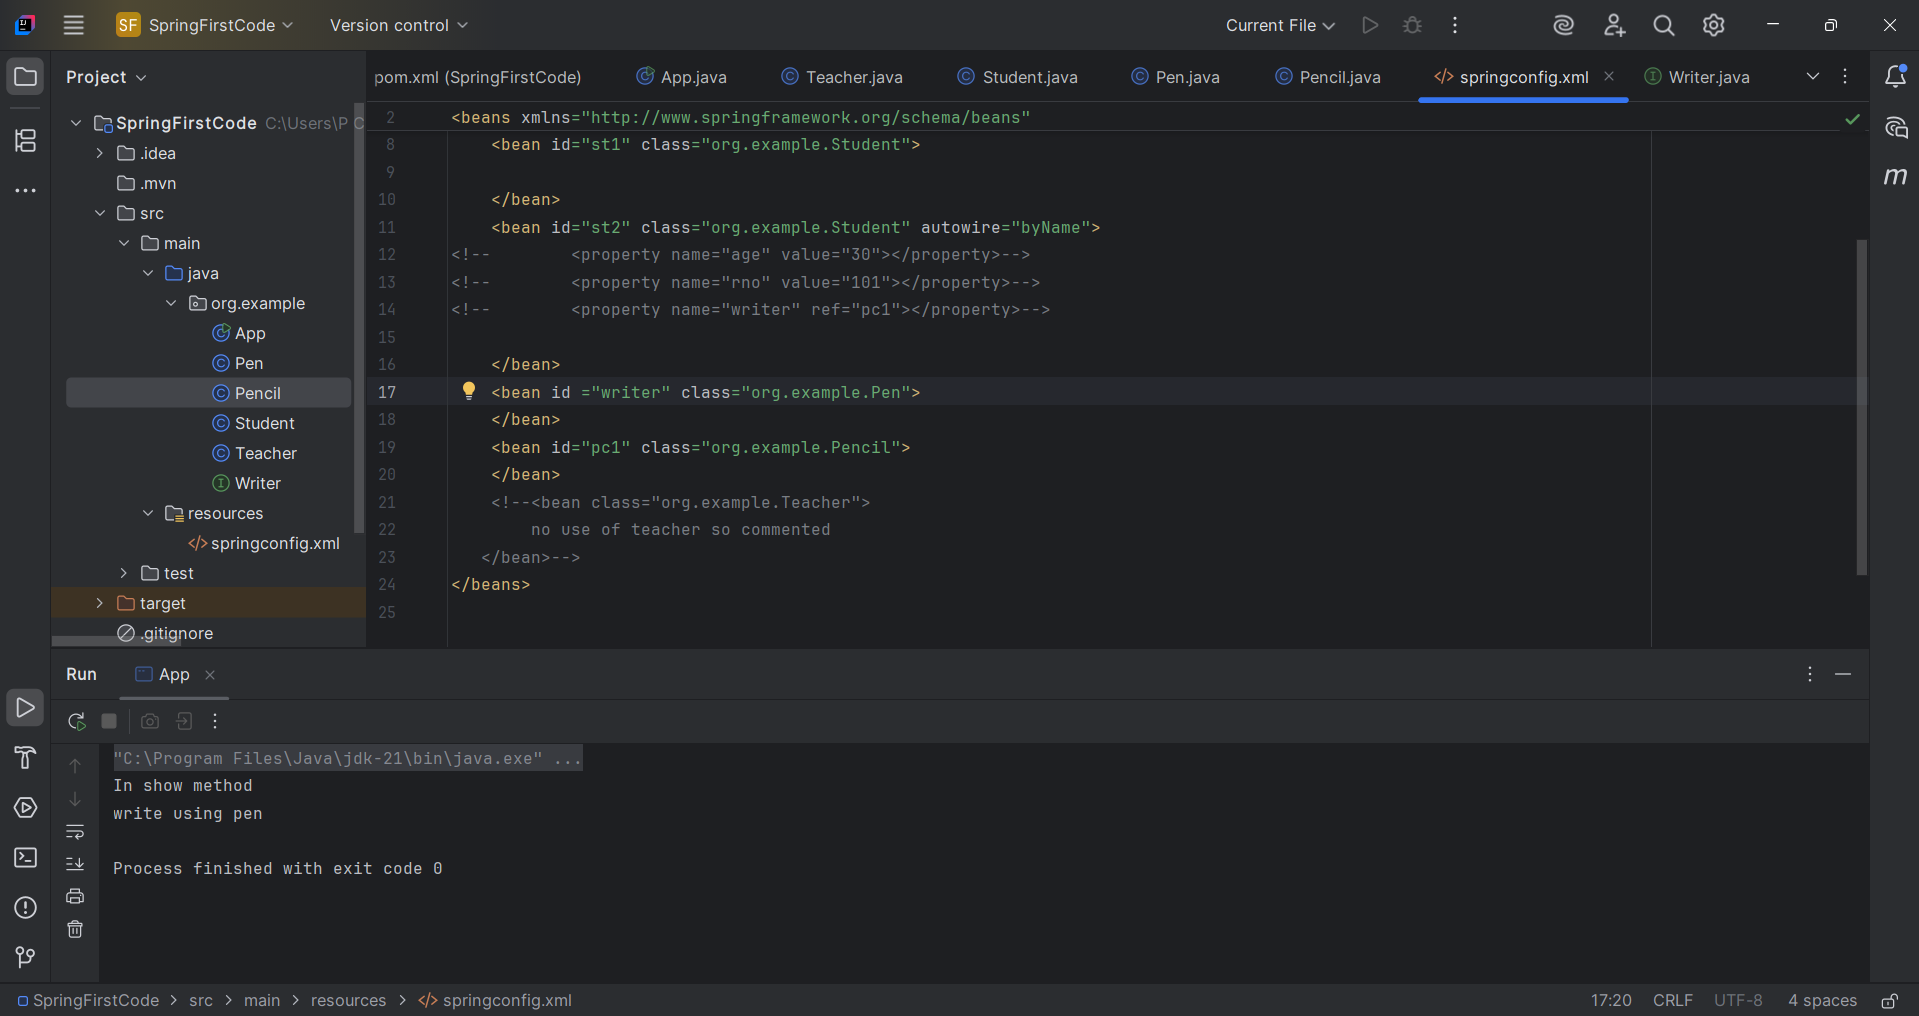 SF SpringFirstCode Version control Current File
Project
pom.xml (SpringFirstCode) App.java Teacher.java Student.java Pen.java Pencil.java springconfig.xml Writer.java
SpringFirstCode C:\Users\P C
.idea
.mvn
src
main
java
org.example
App
Pen
Pencil
Student
Teacher
Writer
resources
springconfig.xml
test
target
.gitignore
2 <beans xmlns="http://www.springframework.org/schema/beans"
8 <bean id="st1" class="org.example.Student">
9
10 </bean>
11 <bean id="st2" class="org.example.Student" autowire="byName">
12 <!-- <property name="age" value="30"></property>-->
13 <!-- <property name="rno" value="101"></property>-->
14 <!-- <property name="writer" ref="pc1"></property>-->
15
16 </bean>
17 <bean id ="writer" class="org.example.Pen">
18 </bean>
19 <bean id="pc1" class="org.example.Pencil">
20 </bean>
21 <!--<bean class="org.example.Teacher">
22 no use of teacher so commented
23 </bean>-->
24 </beans>
25
m
Run App
"C:\Program Files\Java\jdk-21\bin\java.exe" ...
In show method
write using pen
Process finished with exit code 0
SpringFirstCode > src > main > resources > springconfig.xml 17:20 CRLF UTF-8 4 spaces